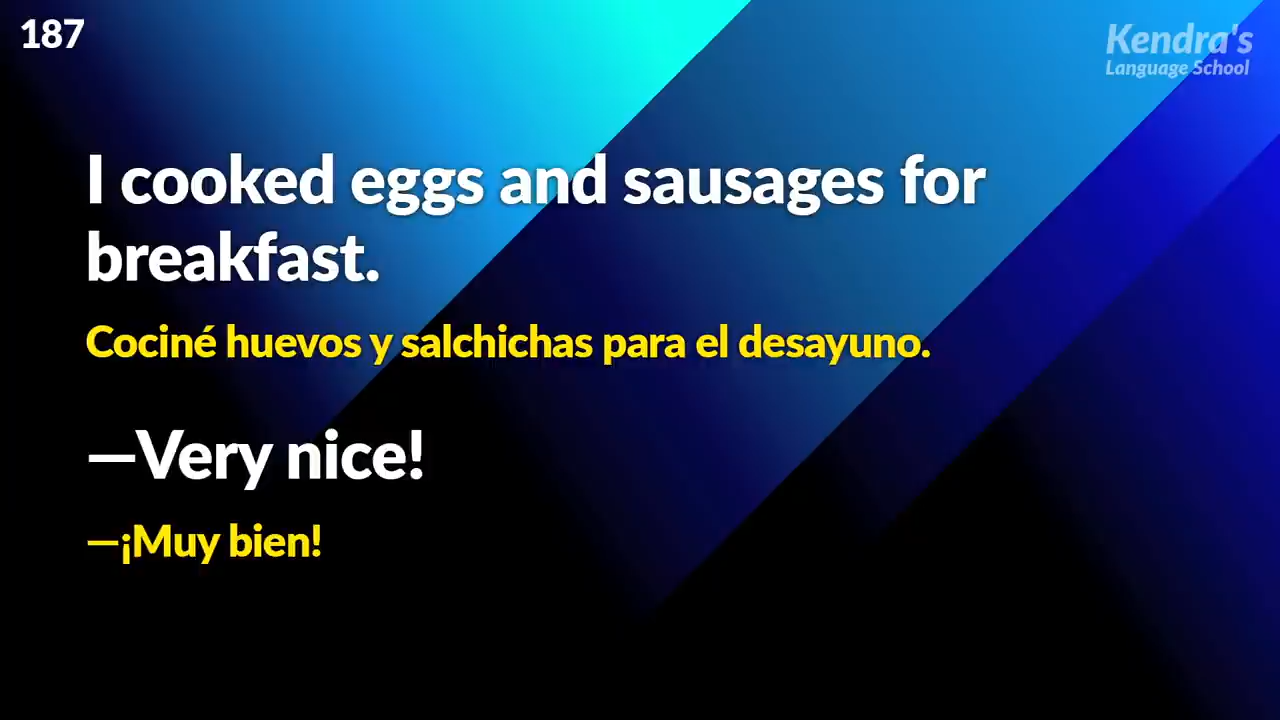 187
Kendra's
Language School
I cooked eggs and sausages for
breakfast.
Cociné huevos y salchichas para el desayuno.
—Very nice!
—¡Muy bien!